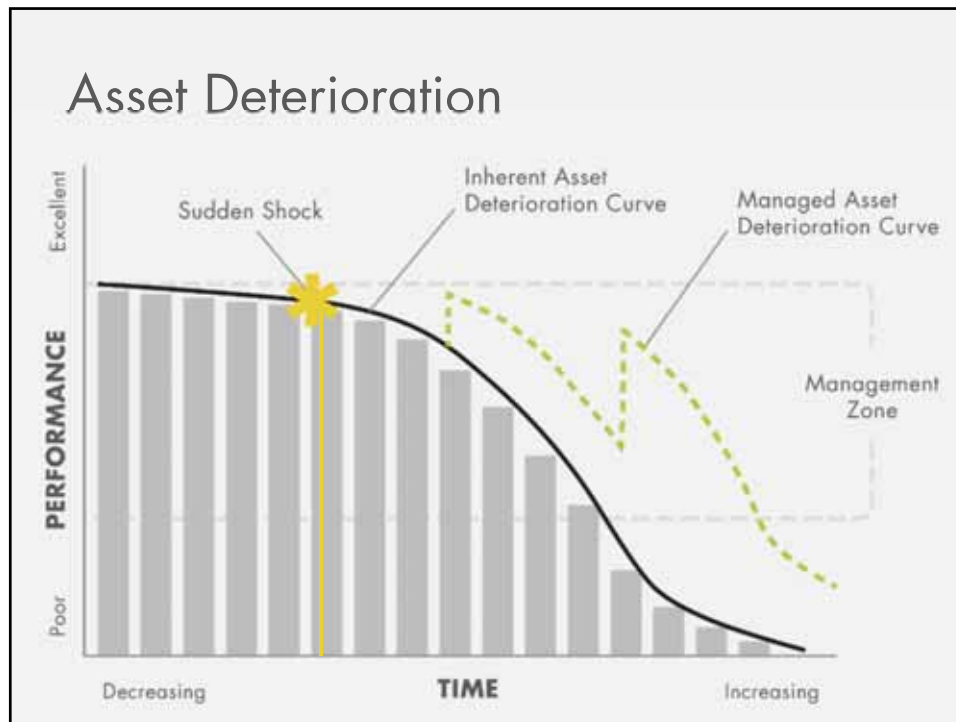 Asset Deterioration
Excellent
Sudden Shock
Inherent Asset
Deterioration Curve
Managed Asset
Deterioration Curve
PERFORMANCE
Management
Zone
Poor
Decreasing
TIME
Increasing